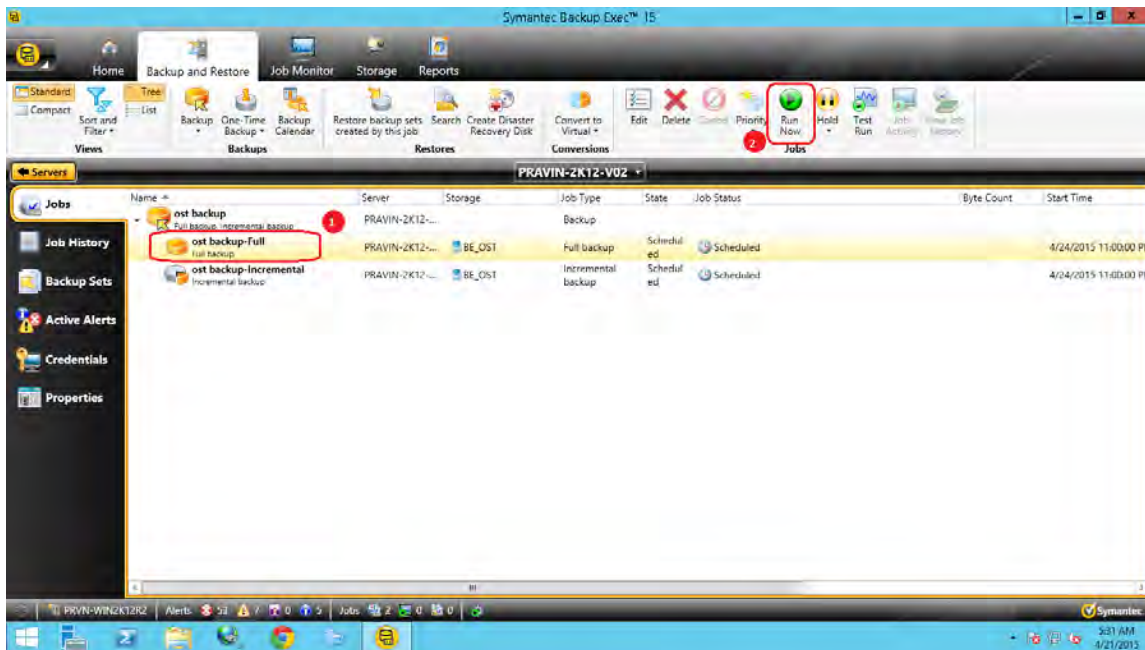 Symantec Backup Exec™ 15
Home Backup and Restore Job Monitor Storage Reports
Standard
Compact
Sort and Filter
Tree
List
Backup
One-Time Backup
Backup Calendar
Restore backup sets created by this job
Search
Create Disaster Recovery Disk
Convert to Virtual
Edit
Delete
Cancel
Priority
Run Now
Hold
Test Run
Job Activity
View Job History
Views Backups Restores Conversions Jobs
2
Servers
PRAVIN-2K12-V02
Jobs
Job History
Backup Sets
Active Alerts
Credentials
Properties
Name Server Storage Job Type State Job Status Byte Count Start Time
ost backup PRAVIN-2K12-... Backup
Full backup, Incremental backup
1
ost backup-Full PRAVIN-2K12-... BE_OST Full backup Scheduled Scheduled 4/24/2015 11:00:00 P
Full backup
ost backup-Incremental PRAVIN-2K12-... BE_OST Incremental backup Scheduled Scheduled 4/24/2015 11:00:00 P
Incremental backup
PRVN-WIN2K12R2 Alerts 53 7 0 5 Jobs 2 0 0 Symantec
5:31 AM
4/21/2015